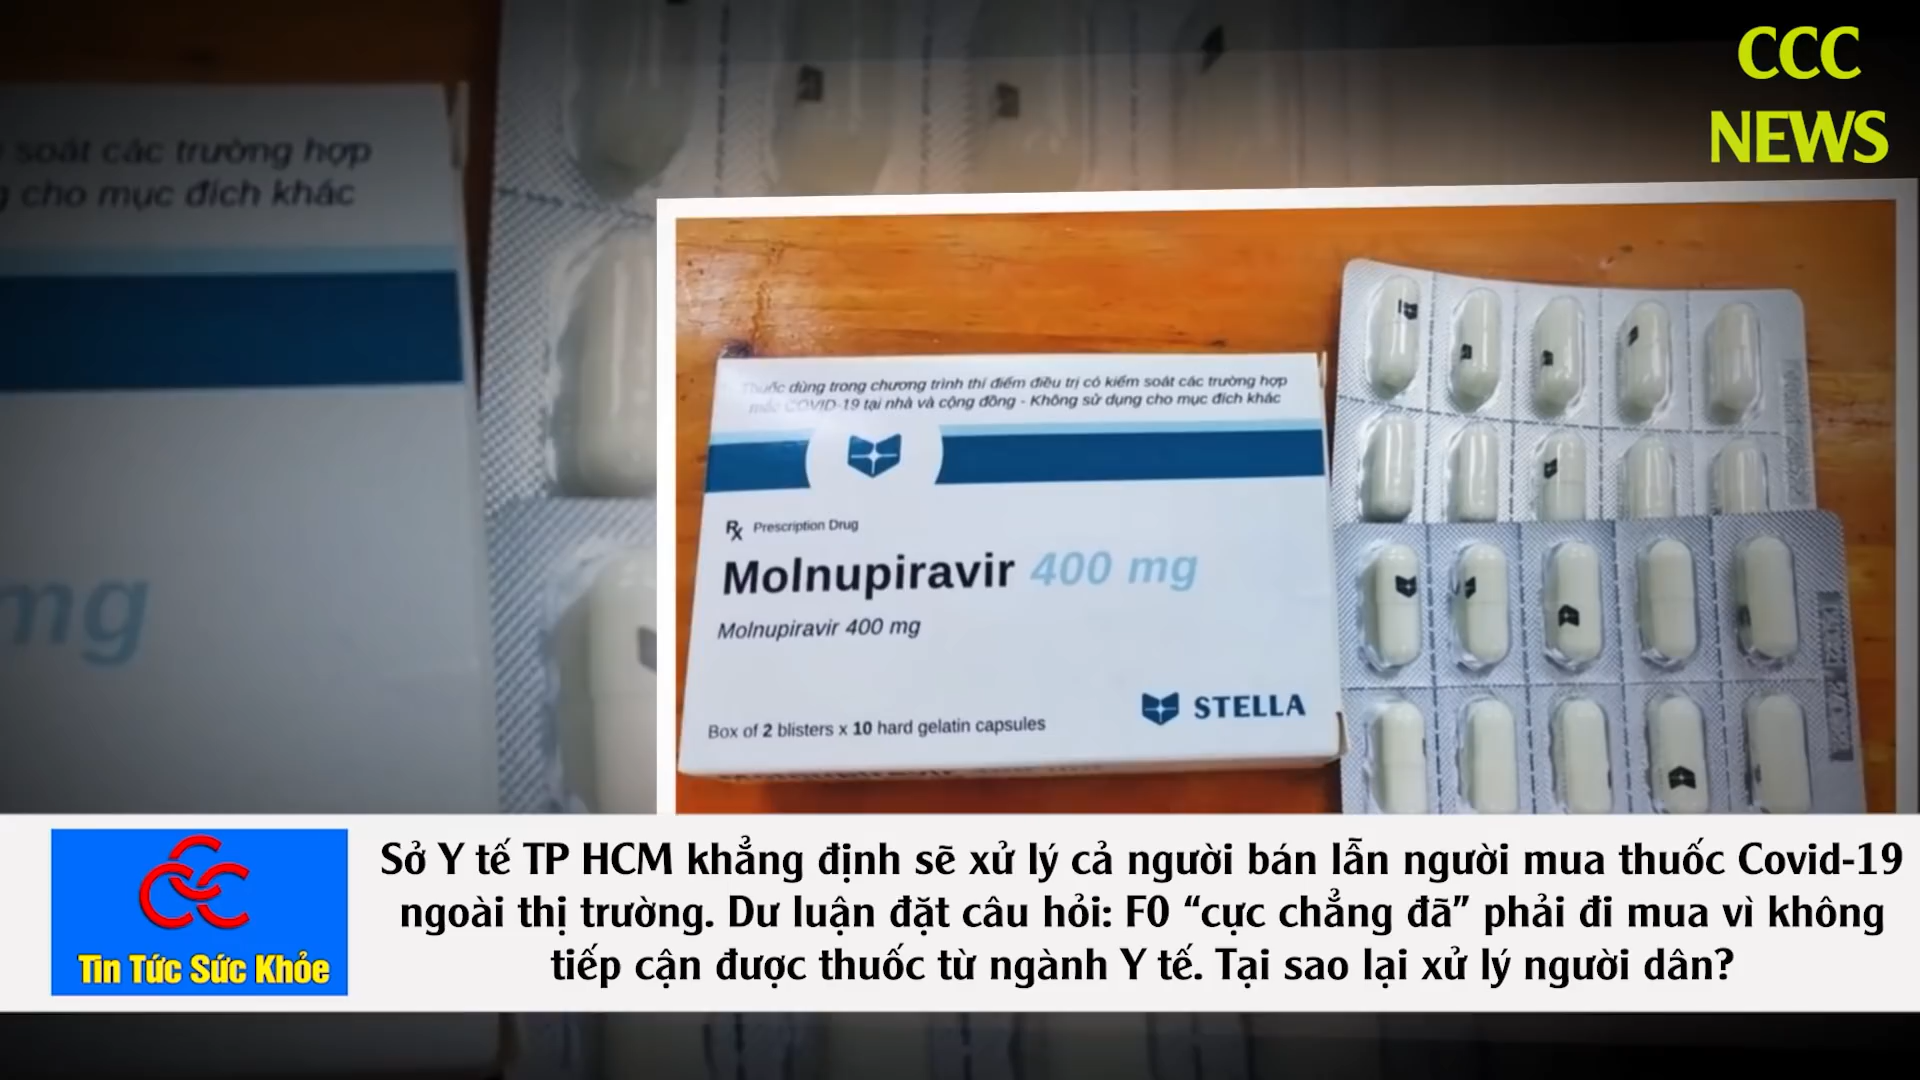 CCC
NEWS
soát các trường hợp
cho mục đích khác
mg
Thuốc dùng trong chương trình thí điểm điều trị có kiểm soát các trường hợp
mắc COVID-19 tại nhà và cộng đồng - Không sử dụng cho mục đích khác
Rx Prescription Drug
Molnupiravir 400 mg
Molnupiravir 400 mg
STELLA
Box of 2 blisters x 10 hard gelatin capsules
CCC
Tin Tức Sức Khỏe
Sở Y tế TP HCM khẳng định sẽ xử lý cả người bán lẫn người mua thuốc Covid-19
ngoài thị trường. Dư luận đặt câu hỏi: F0 “cực chẳng đã” phải đi mua vì không
tiếp cận được thuốc từ ngành Y tế. Tại sao lại xử lý người dân?